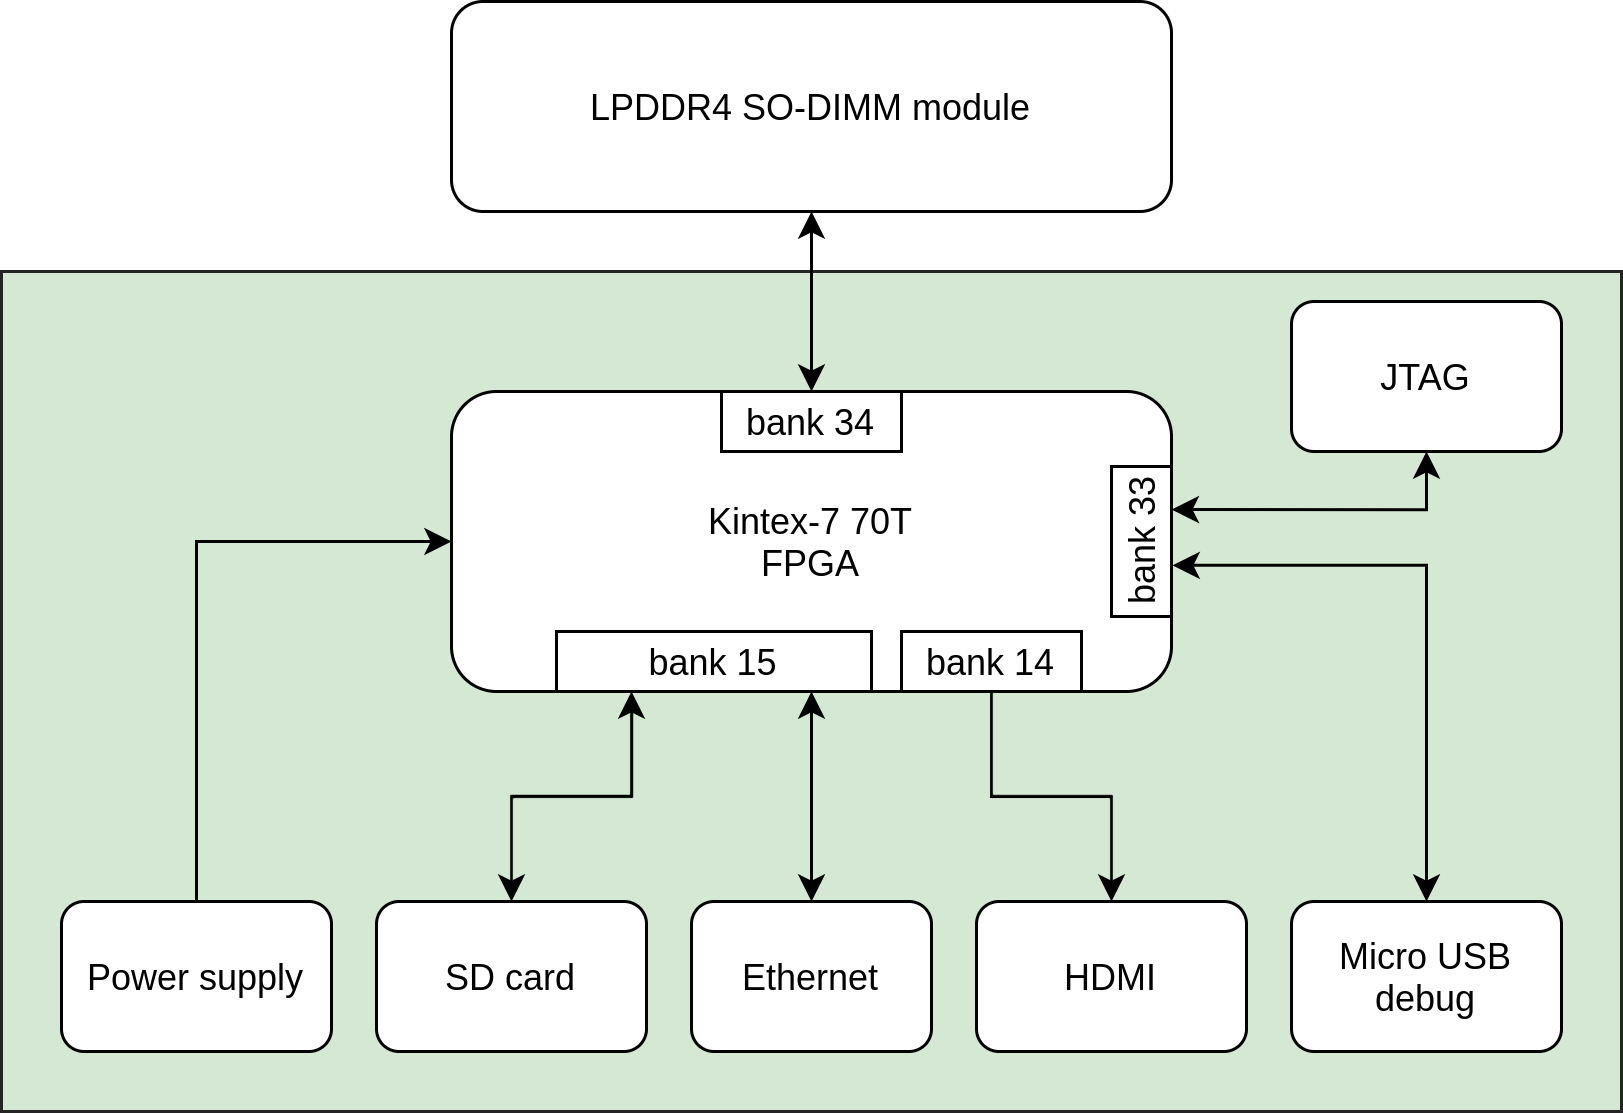 LPDDR4 SO-DIMM module
JTAG
bank 34
bank 33
Kintex-7 70T
FPGA
bank 15
bank 14
Power supply
SD card
Ethernet
HDMI
Micro USB
debug